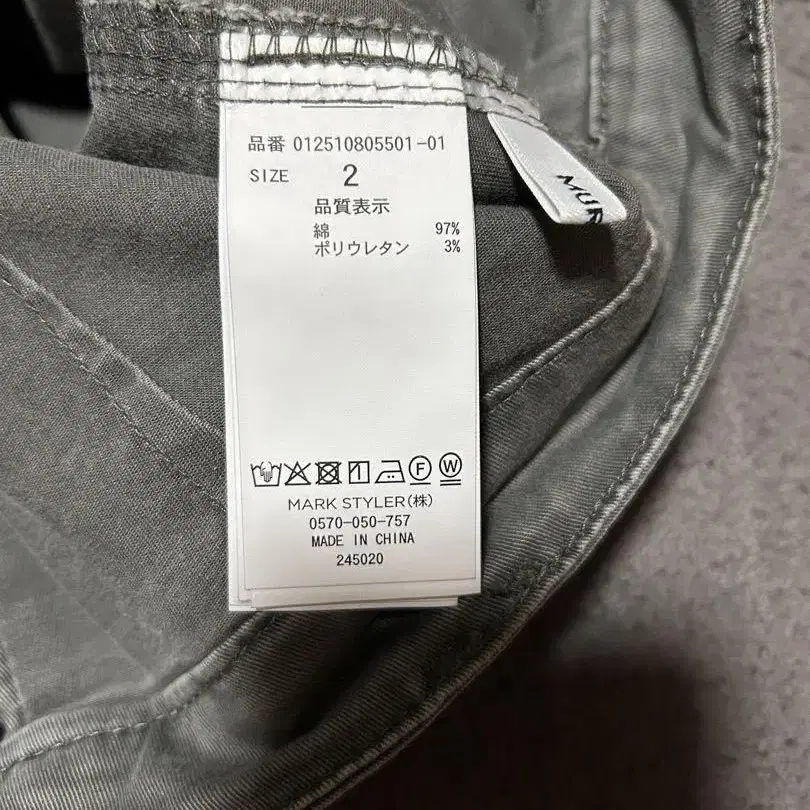 品番 012510805501-01
SIZE 2
品質表示
綿 97%
ポリウレタン 3%
F W
MARK STYLER(株)
0570-050-757
MADE IN CHINA
245020